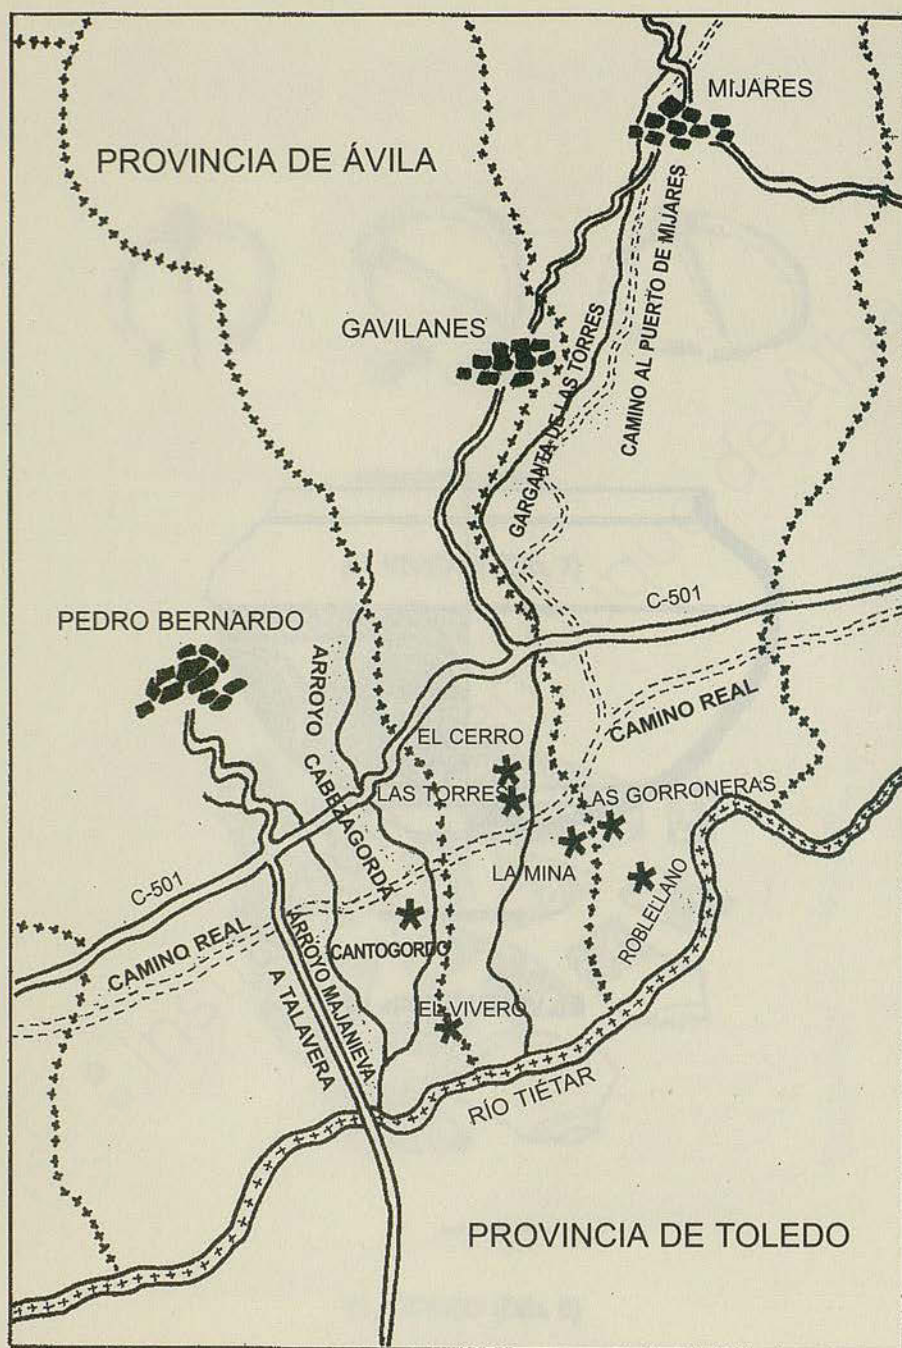 MIJARES
PROVINCIA DE ÁVILA
CAMINO AL PUERTO DE MIJARES
GAVILANES
GARGANTA DE LAS TORRES
C-501
PEDRO BERNARDO
ARROYO CABEZAGORDA
CAMINO REAL
EL CERRO
LAS TORRES
LAS GORRONERAS
LA MINA
ROBLELLANO
C-501
CAMINO REAL
CANTOGORDO
ARROYO MAJANIEVA
A TALAVERA
EL VIVERO
RÍO TIÉTAR
PROVINCIA DE TOLEDO